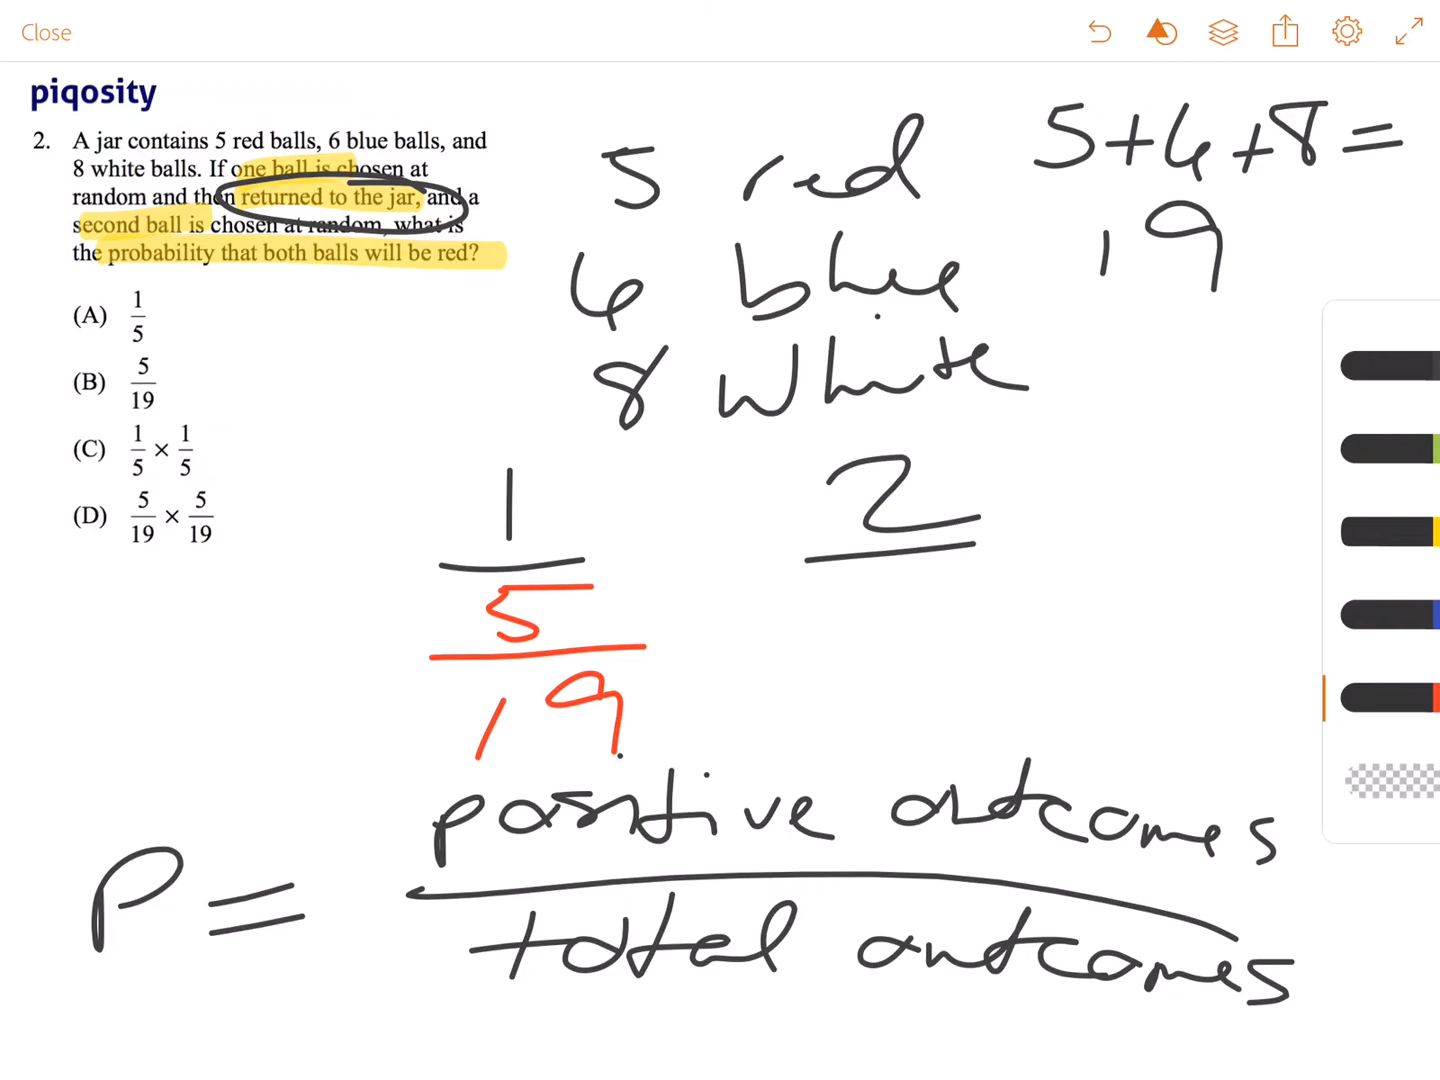 Close
piqosity
2. A jar contains 5 red balls, 6 blue balls, and
8 white balls. If one ball is chosen at
random and then returned to the jar, and a
second ball is chosen at random, what is
the probability that both balls will be red?
(A) 1/5
(B) 5/19
(C) 1/5 × 1/5
(D) 5/19 × 5/19
5 red
6 blue
8 white
5+6+8=
19
1
2
5
19
P = positive outcomes
total outcomes